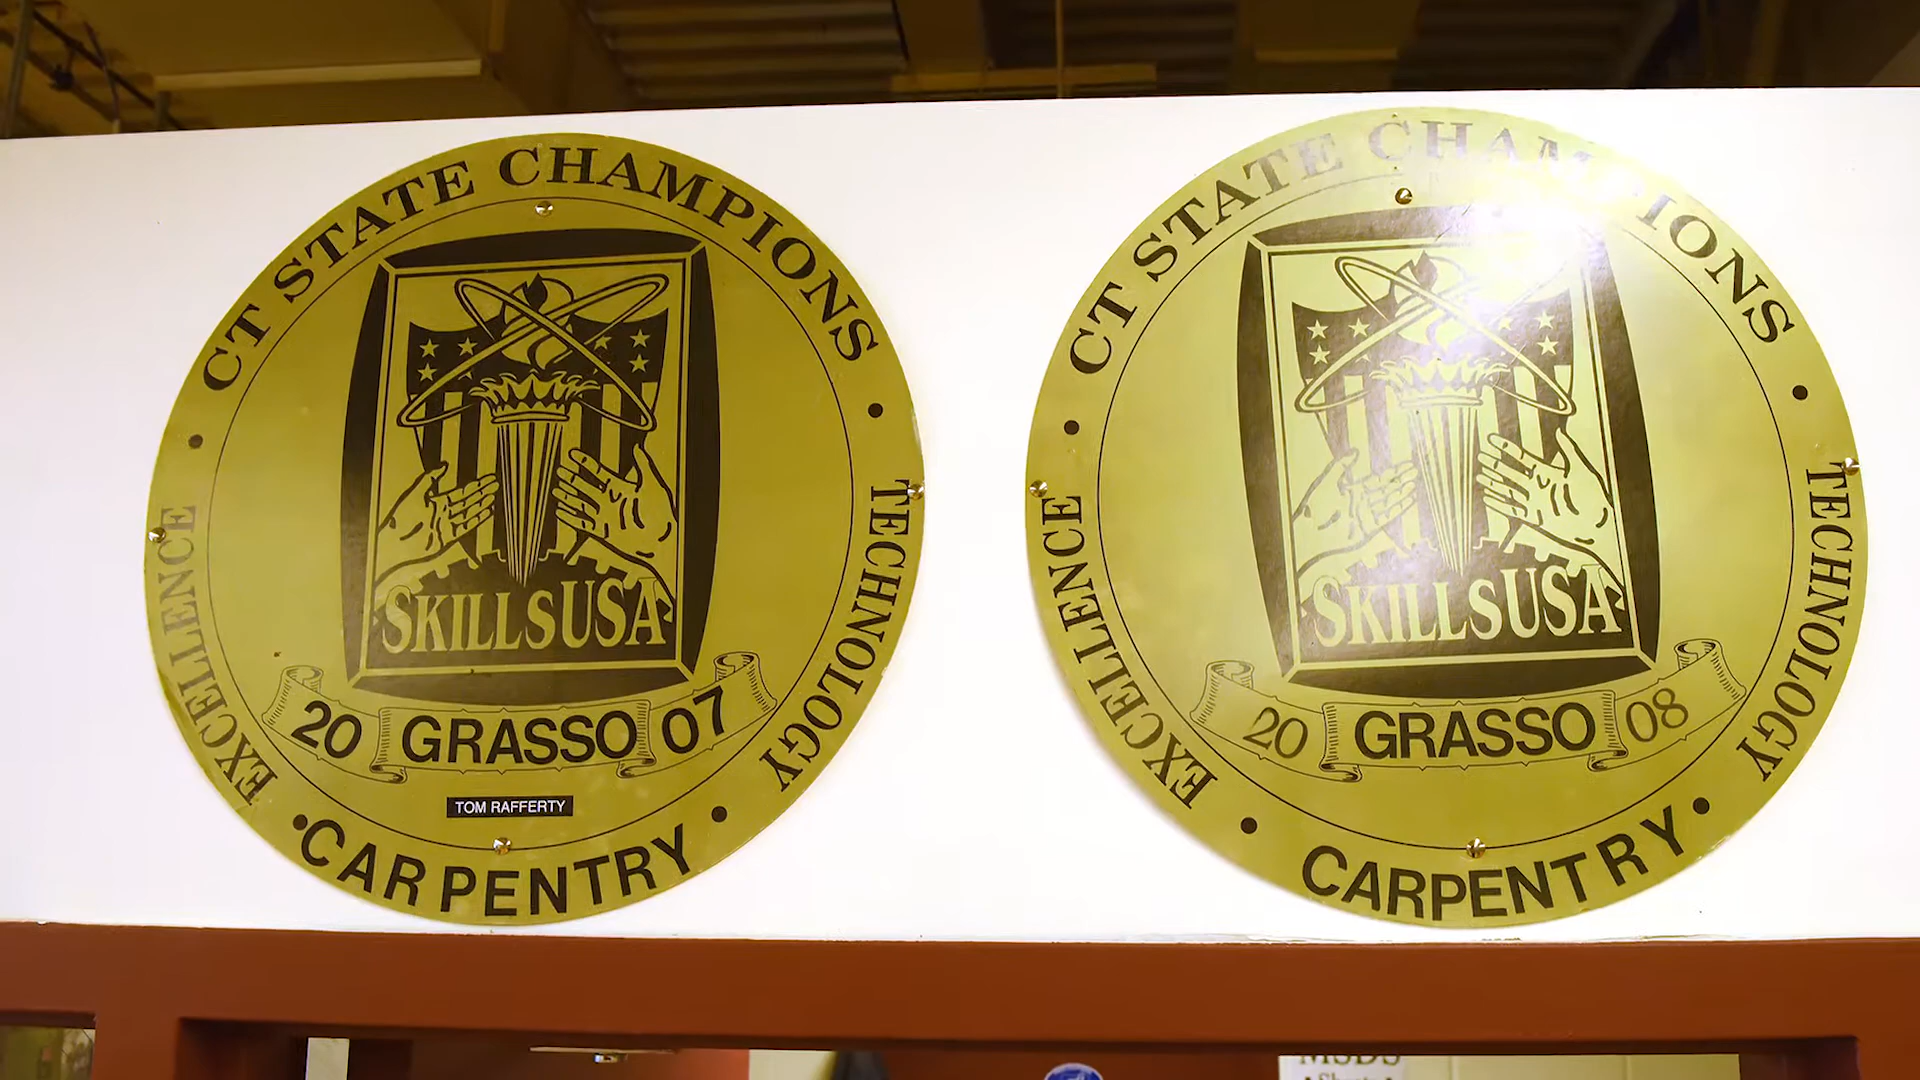 CT STATE CHAMPIONS
EXCELLENCE
TECHNOLOGY
SKILLSUSA
20 GRASSO 07
TOM RAFFERTY
CARPENTRY
CT STATE CHAMPIONS
EXCELLENCE
TECHNOLOGY
SKILLSUSA
20 GRASSO 08
CARPENTRY
MSDS